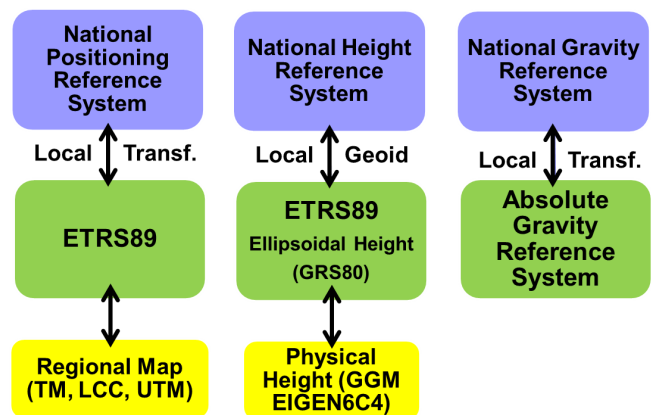 National
Positioning
Reference
System
Local Transf.
ETRS89
Regional Map
(TM, LCC, UTM)
National Height
Reference
System
Local Geoid
ETRS89
Ellipsoidal Height
(GRS80)
Physical
Height (GGM
EIGEN6C4)
National Gravity
Reference
System
Local Transf.
Absolute
Gravity
Reference
System